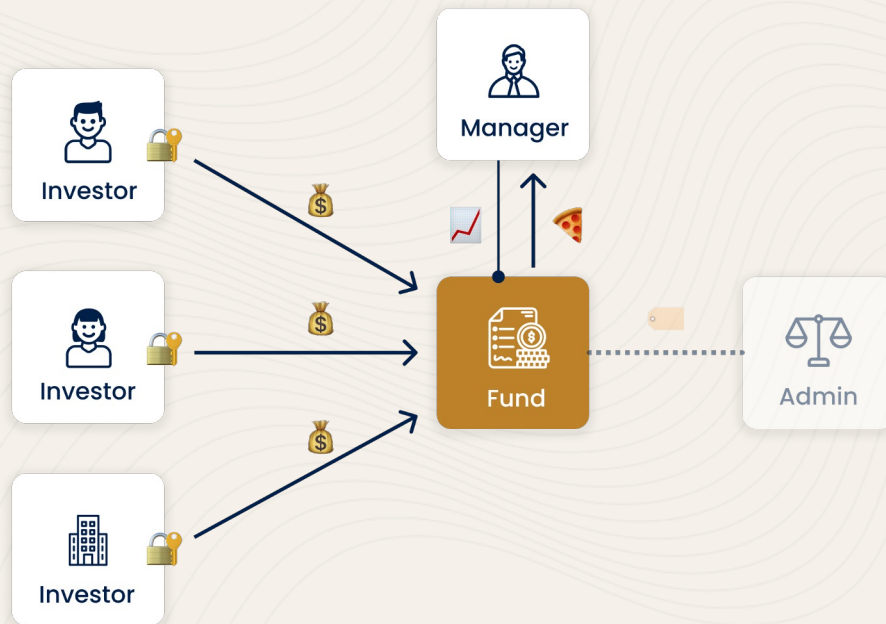 Manager
Investor
Investor
Fund
Admin
Investor